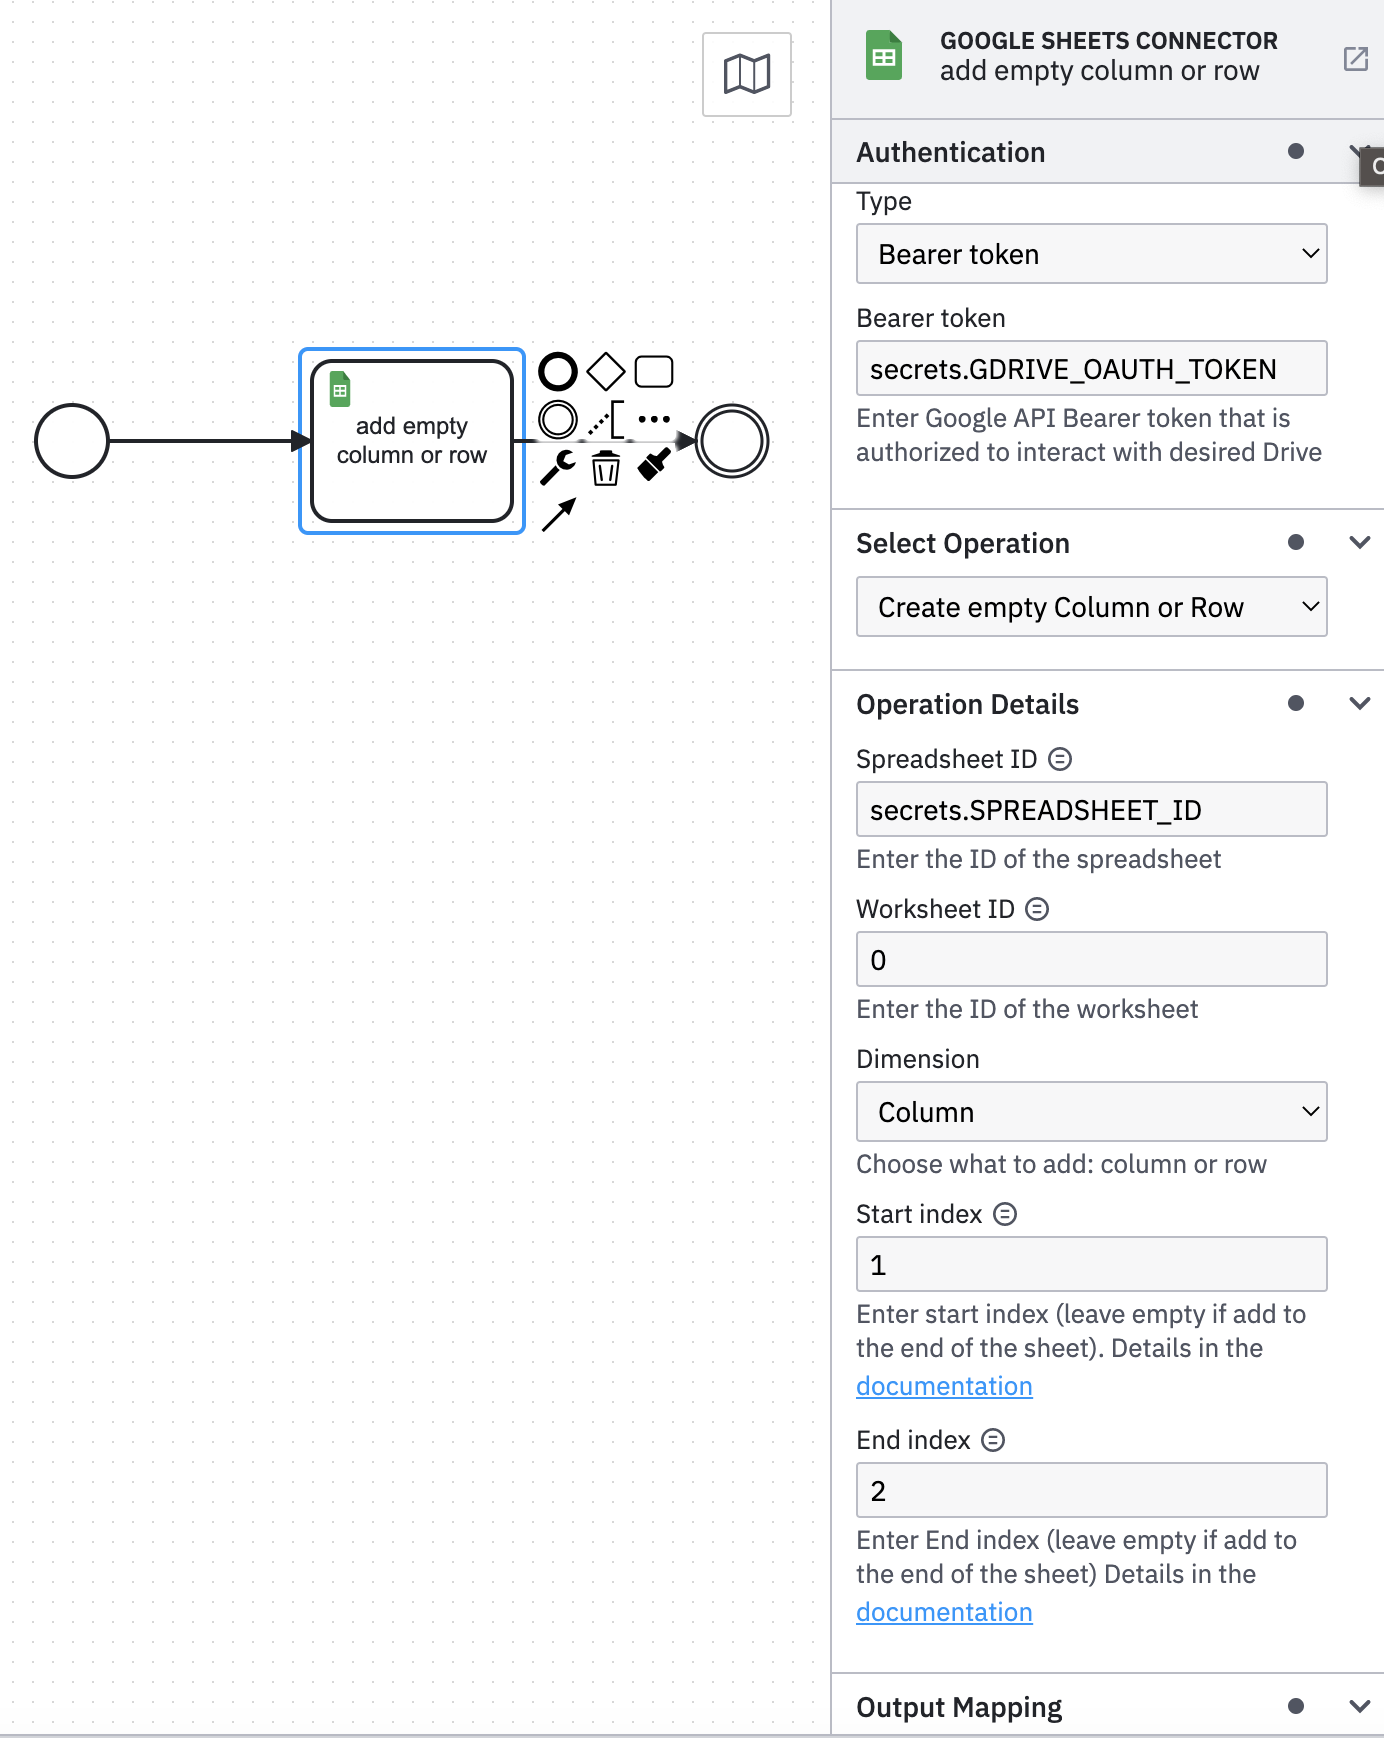 add empty
column or row
GOOGLE SHEETS CONNECTOR
add empty column or row
Authentication
Type
Bearer token
Bearer token
secrets.GDRIVE_OAUTH_TOKEN
Enter Google API Bearer token that is
authorized to interact with desired Drive
Select Operation
Create empty Column or Row
Operation Details
Spreadsheet ID
secrets.SPREADSHEET_ID
Enter the ID of the spreadsheet
Worksheet ID
0
Enter the ID of the worksheet
Dimension
Column
Choose what to add: column or row
Start index
1
Enter start index (leave empty if add to
the end of the sheet). Details in the
documentation
End index
2
Enter End index (leave empty if add to
the end of the sheet) Details in the
documentation
Output Mapping